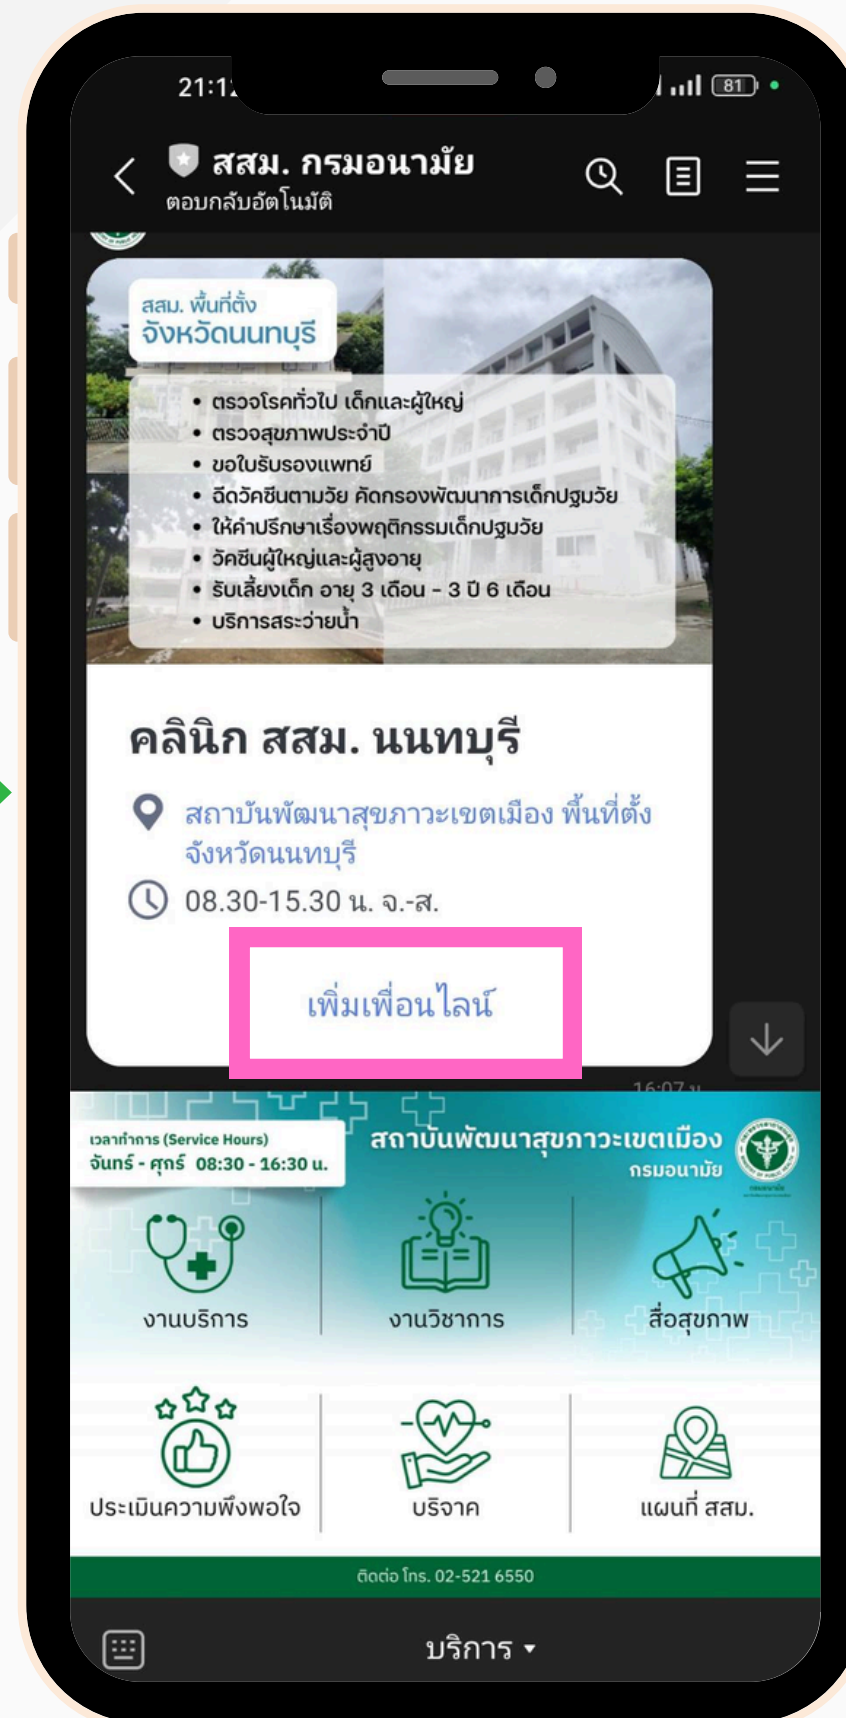 21:12
81
สสม. กรมอนามัย
ตอบกลับอัตโนมัติ
สสม. พื้นที่ตั้ง
จังหวัดนนทบุรี
• ตรวจโรคทั่วไป เด็กและผู้ใหญ่
• ตรวจสุขภาพประจำปี
• ขอใบรับรองแพทย์
• ฉีดวัคซีนตามวัย คัดกรองพัฒนาการเด็กปฐมวัย
• ให้คำปรึกษาเรื่องพฤติกรรมเด็กปฐมวัย
• วัคซีนผู้ใหญ่และผู้สูงอายุ
• รับเลี้ยงเด็ก อายุ 3 เดือน - 3 ปี 6 เดือน
• บริการสระว่ายน้ำ
คลินิก สสม. นนทบุรี
สถาบันพัฒนาสุขภาวะเขตเมือง พื้นที่ตั้ง
จังหวัดนนทบุรี
08.30-15.30 น. จ.-ส.
เพิ่มเพื่อนไลน์
16:07 น
เวลาทำการ (Service Hours)
จันทร์ - ศุกร์ 08:30 - 16:30 น.
สถาบันพัฒนาสุขภาวะเขตเมือง
กรมอนามัย
งานบริการ
งานวิชาการ
สื่อสุขภาพ
ประเมินความพึงพอใจ
บริจาค
แผนที่ สสม.
ติดต่อ โทร. 02-521 6550
บริการ